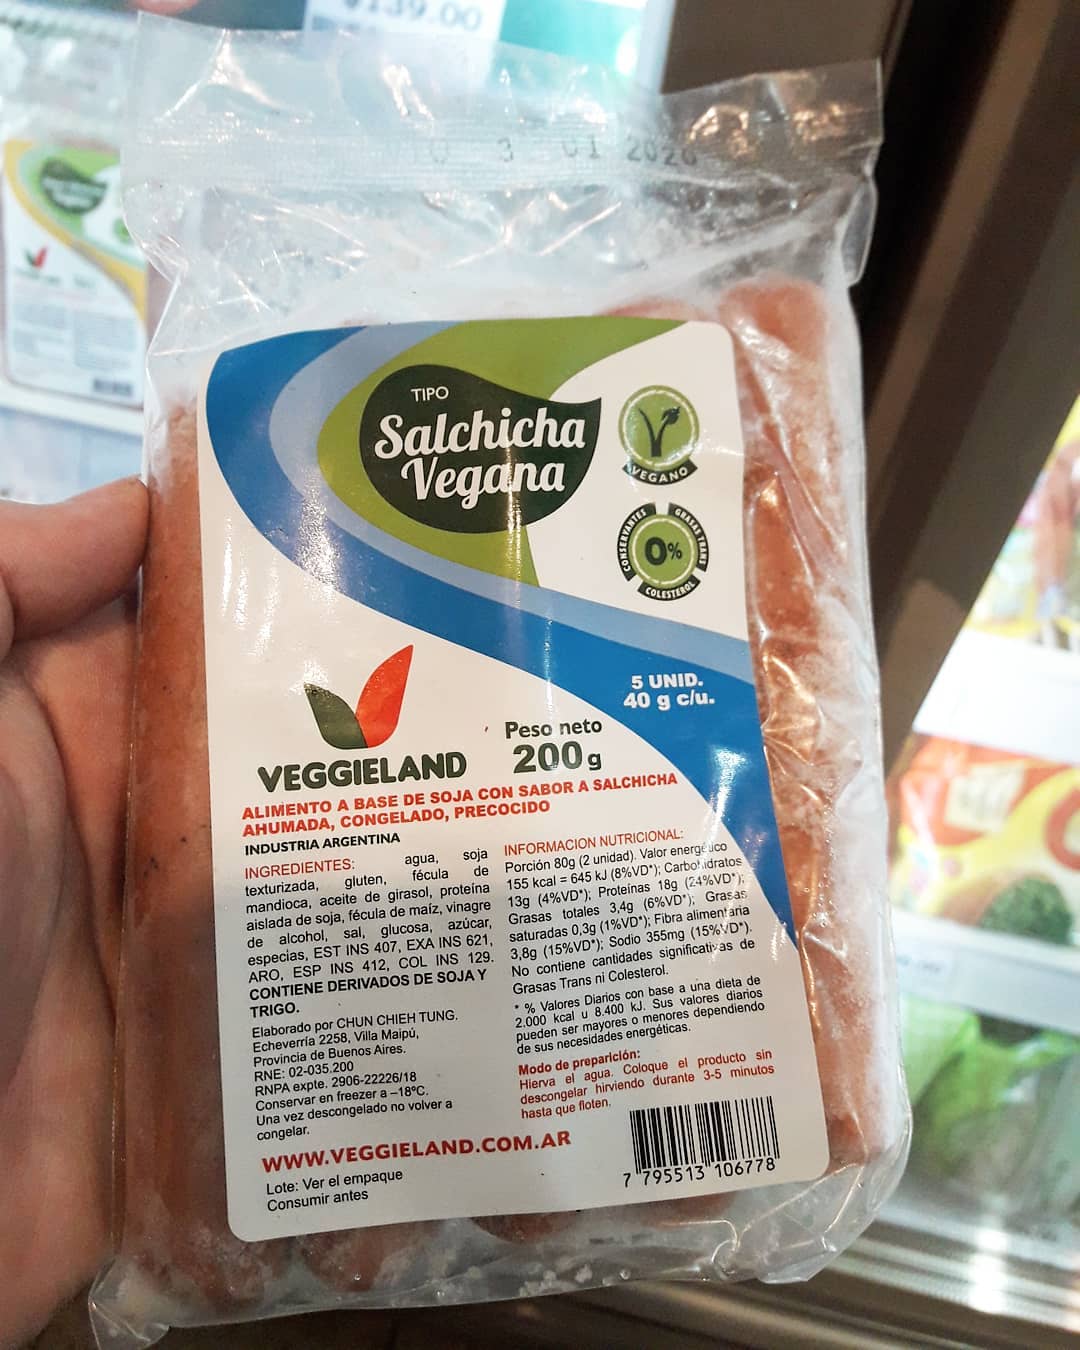 $139.00
3 01 2020
TIPO
Salchicha
Vegana
VEGANO
CONSERVANTES
GRASAS TRANS
0%
COLESTEROL
5 UNID.
40 g c/u.
Peso neto
200 g
VEGGIELAND
ALIMENTO A BASE DE SOJA CON SABOR A SALCHICHA
AHUMADA, CONGELADO, PRECOCIDO
INDUSTRIA ARGENTINA
INGREDIENTES: agua, soja
texturizada, gluten, fécula de
mandioca, aceite de girasol, proteína
aislada de soja, fécula de maíz, vinagre
de alcohol, sal, glucosa, azúcar,
especias, EST INS 407, EXA INS 621,
ARO, ESP INS 412, COL INS 129.
CONTIENE DERIVADOS DE SOJA Y
TRIGO.
Elaborado por CHUN CHIEH TUNG.
Echeverría 2258, Villa Maipú,
Provincia de Buenos Aires.
RNE: 02-035.200
RNPA expte. 2906-22226/18
Conservar en freezer a –18ºC.
Una vez descongelado no volver a
congelar.
WWW.VEGGIELAND.COM.AR
Lote: Ver el empaque
Consumir antes
INFORMACION NUTRICIONAL:
Porción 80g (2 unidad). Valor energético
155 kcal = 645 kJ (8%VD*); Carbohidratos
13g (4%VD*); Proteínas 18g (24%VD*);
Grasas totales 3,4g (6%VD*); Grasas
saturadas 0,3g (1%VD*); Fibra alimentaria
3,8g (15%VD*); Sodio 355mg (15%VD*).
No contiene cantidades significativas de
Grasas Trans ni Colesterol.
* % Valores Diarios con base a una dieta de
2.000 kcal u 8.400 kJ. Sus valores diarios
pueden ser mayores o menores dependiendo
de sus necesidades energéticas.
Modo de preparición:
Hierva el agua. Coloque el producto sin
descongelar hirviendo durante 3-5 minutos
hasta que floten.
7 795513 106778